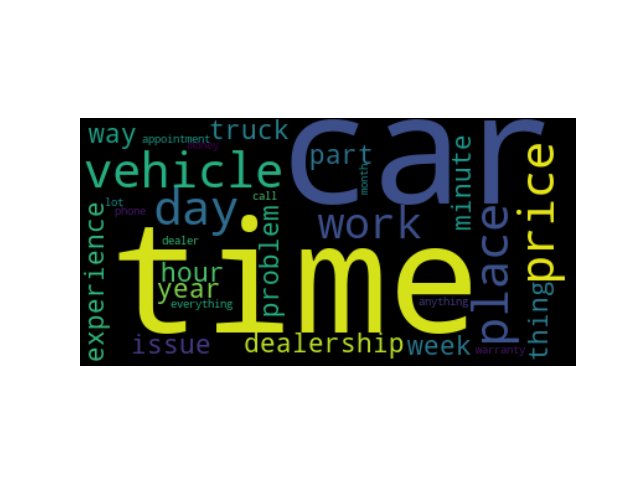 way
appointment
truck
money
car
part
minute
price
vehicle
month
lot
phone
day
call
work
experience
dealer
problem
place
time
hour
year
everything
anything
thing
issue
dealership
week
warranty